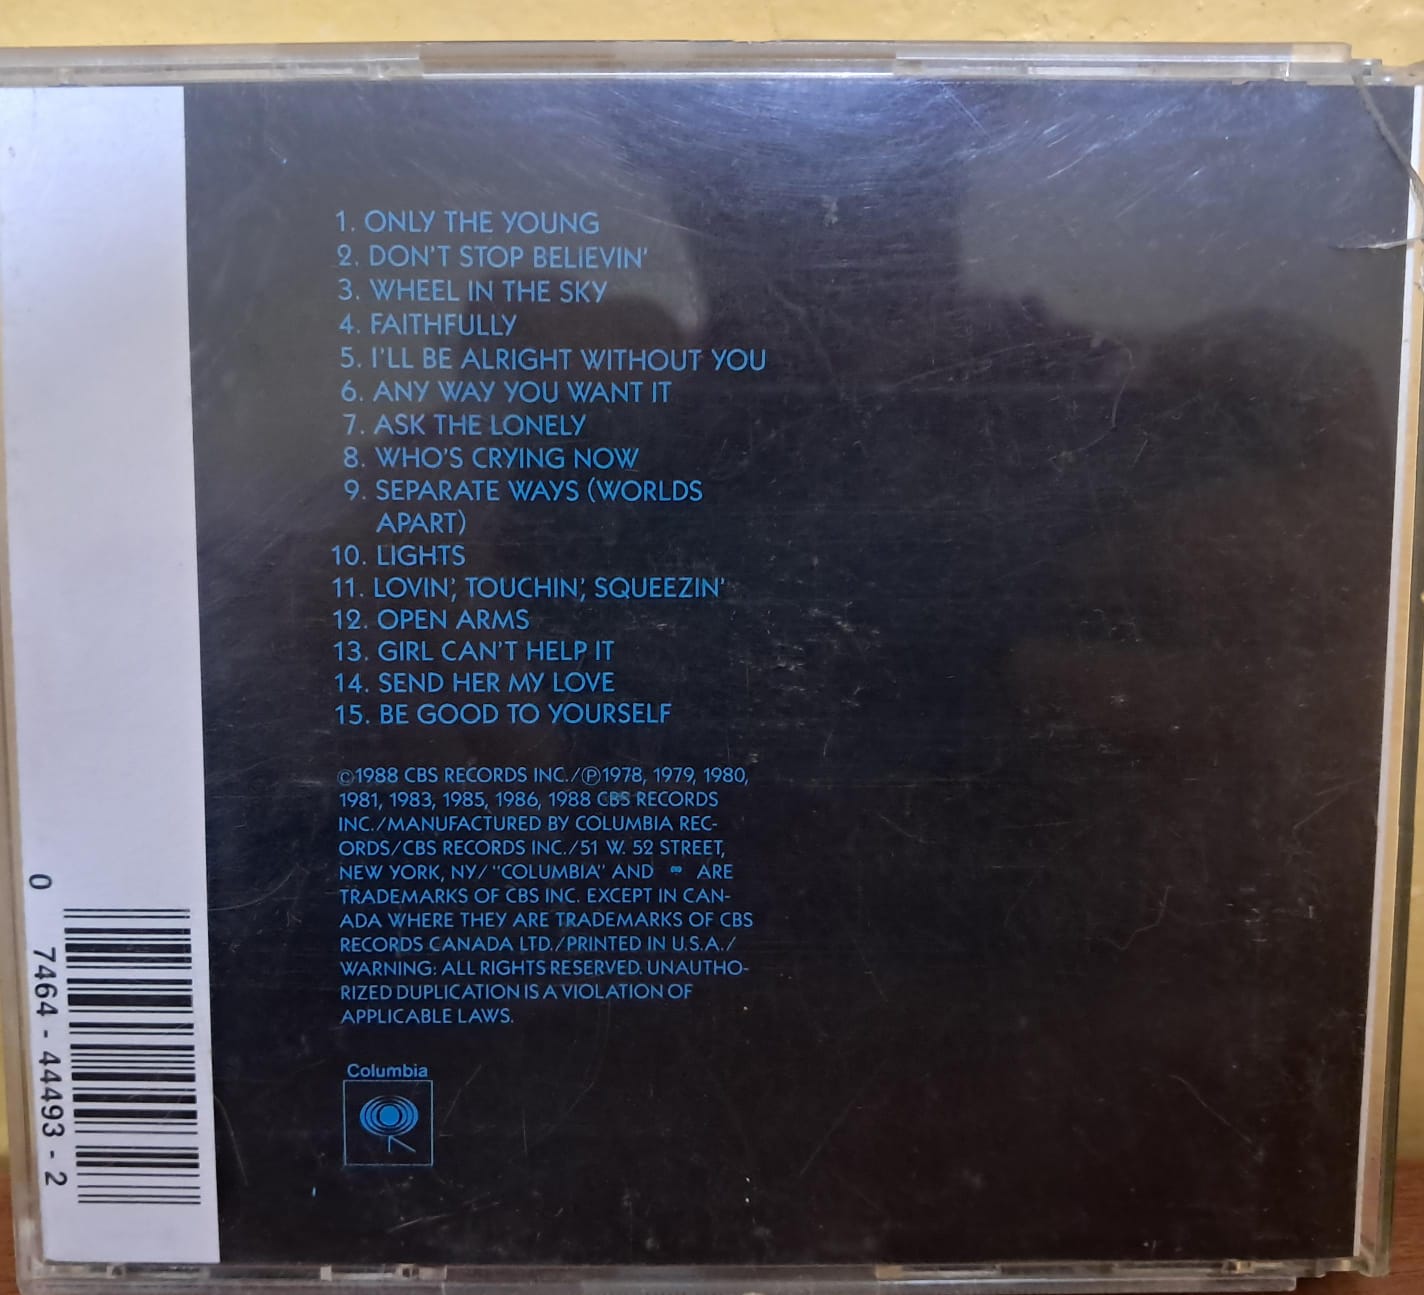 1. ONLY THE YOUNG
2. DON'T STOP BELIEVIN'
3. WHEEL IN THE SKY
4. FAITHFULLY
5. I'LL BE ALRIGHT WITHOUT YOU
6. ANY WAY YOU WANT IT
7. ASK THE LONELY
8. WHO'S CRYING NOW
9. SEPARATE WAYS (WORLDS
APART)
10. LIGHTS
11. LOVIN', TOUCHIN', SQUEEZIN'
12. OPEN ARMS
13. GIRL CAN'T HELP IT
14. SEND HER MY LOVE
15. BE GOOD TO YOURSELF
©1988 CBS RECORDS INC./℗1978, 1979, 1980,
1981, 1983, 1985, 1986, 1988 CBS RECORDS
INC./MANUFACTURED BY COLUMBIA REC-
ORDS/CBS RECORDS INC./51 W. 52 STREET,
NEW YORK, NY/ "COLUMBIA" AND ARE
TRADEMARKS OF CBS INC. EXCEPT IN CAN-
ADA WHERE THEY ARE TRADEMARKS OF CBS
RECORDS CANADA LTD./PRINTED IN U.S.A./
WARNING: ALL RIGHTS RESERVED. UNAUTHO-
RIZED DUPLICATION IS A VIOLATION OF
APPLICABLE LAWS.
Columbia
0 7464-44493-2